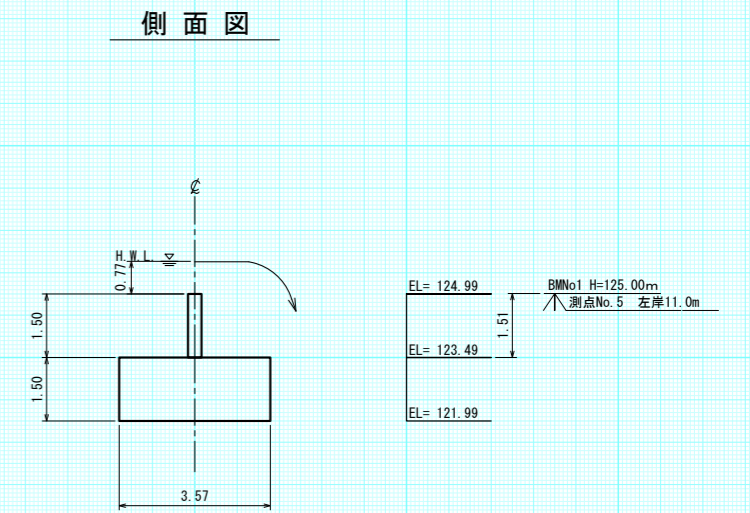 側面図
℄
H.W.L.
0.77
EL= 124.99
BMNo1 H=125.00m
測点No.5 左岸11.0m
1.50
1.51
EL= 123.49
1.50
EL= 121.99
3.57